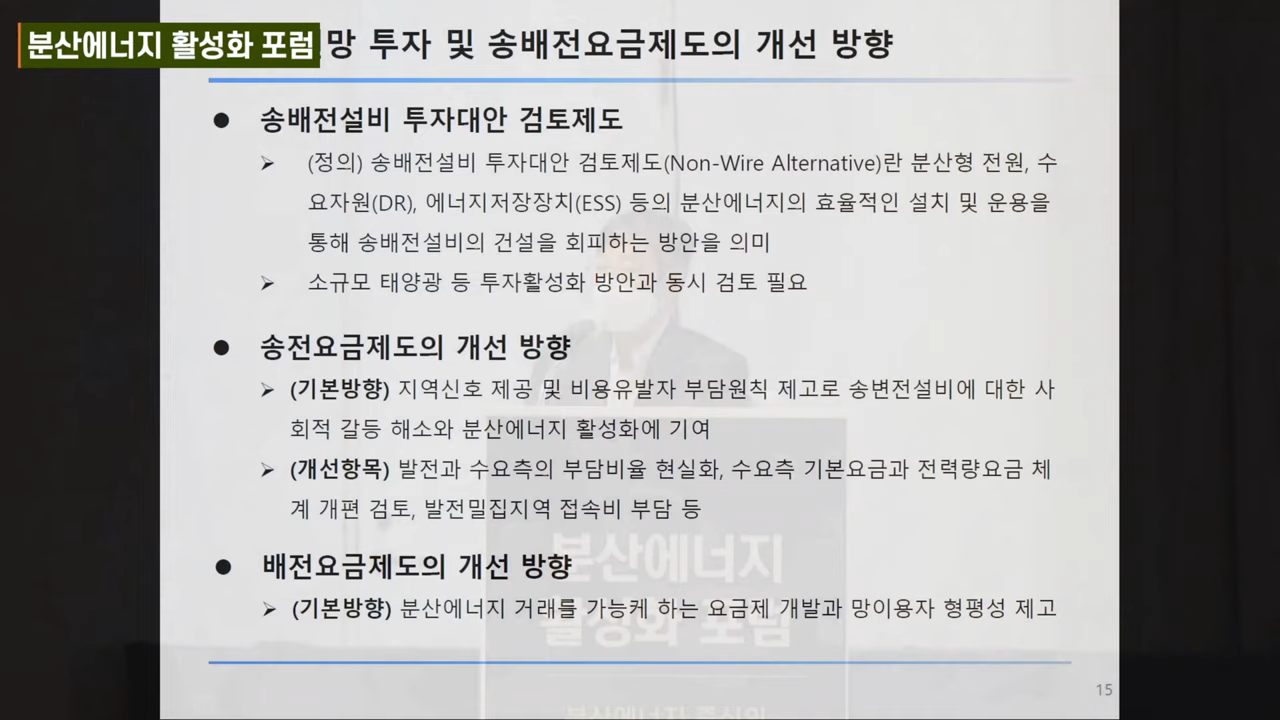 분산에너지 활성화 포럼
망 투자 및 송배전요금제도의 개선 방향
● 송배전설비 투자대안 검토제도
➢ (정의) 송배전설비 투자대안 검토제도(Non-Wire Alternative)란 분산형 전원, 수
요자원(DR), 에너지저장장치(ESS) 등의 분산에너지의 효율적인 설치 및 운용을
통해 송배전설비의 건설을 회피하는 방안을 의미
➢ 소규모 태양광 등 투자활성화 방안과 동시 검토 필요
● 송전요금제도의 개선 방향
➢ (기본방향) 지역신호 제공 및 비용유발자 부담원칙 제고로 송변전설비에 대한 사
회적 갈등 해소와 분산에너지 활성화에 기여
➢ (개선항목) 발전과 수요측의 부담비율 현실화, 수요측 기본요금과 전력량요금 체
계 개편 검토, 발전밀집지역 접속비 부담 등
● 배전요금제도의 개선 방향
➢ (기본방향) 분산에너지 거래를 가능케 하는 요금제 개발과 망이용자 형평성 제고
분산에너지
활성화 포럼
15